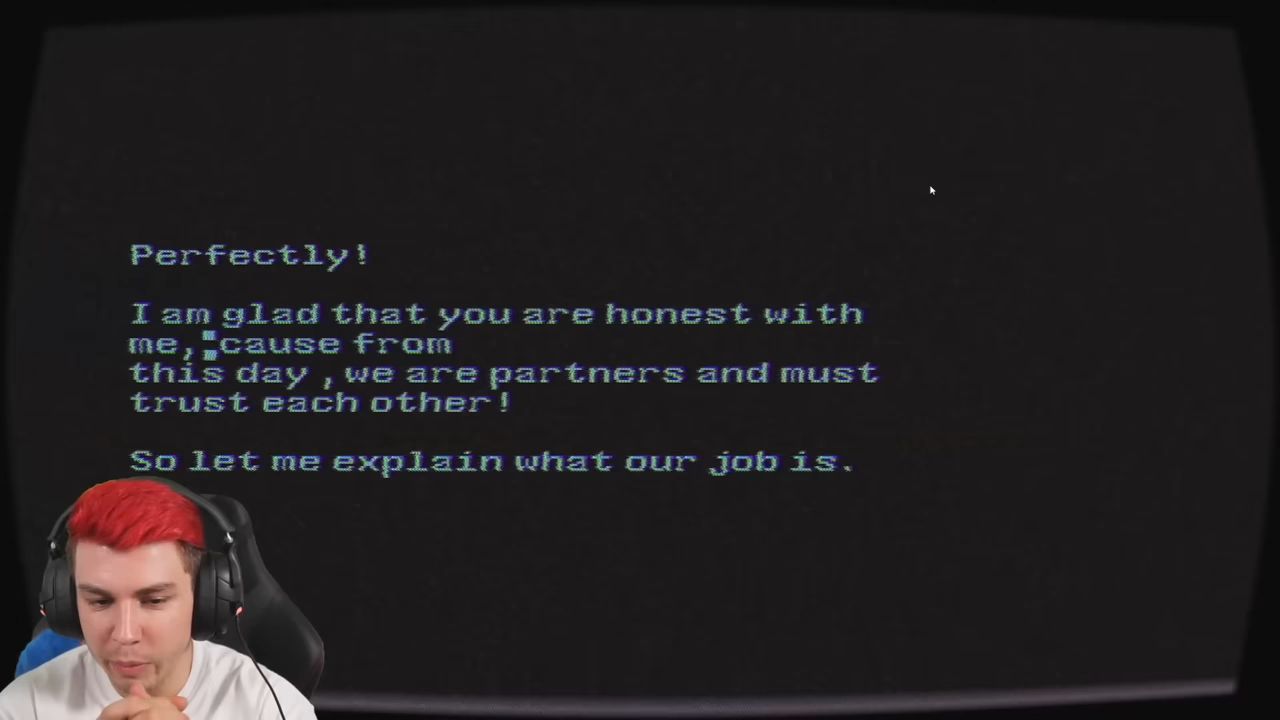 Perfectly!
I am glad that you are honest with
me, 'cause from
this day ,we are partners and must
trust each other!
So let me explain what our job is.